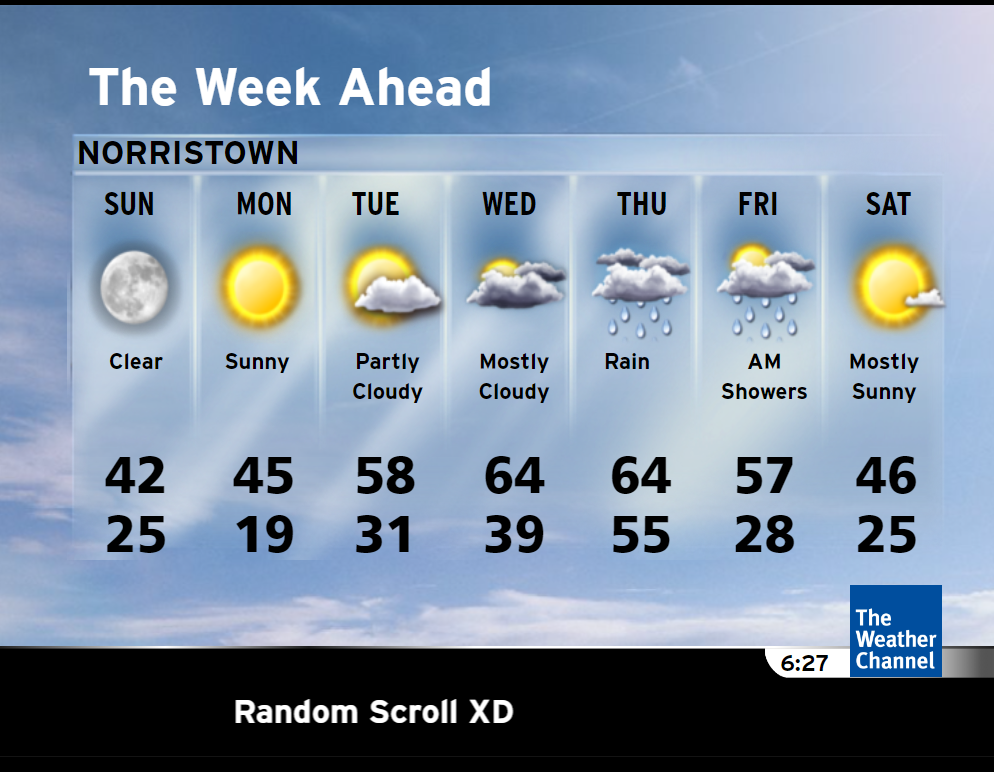 The Week Ahead
NORRISTOWN
SUN MON TUE WED THU FRI SAT
Clear Sunny Partly Mostly Rain AM Mostly
Cloudy Cloudy Showers Sunny
42 45 58 64 64 57 46
25 19 31 39 55 28 25
The
Weather
Channel
6:27
Random Scroll XD